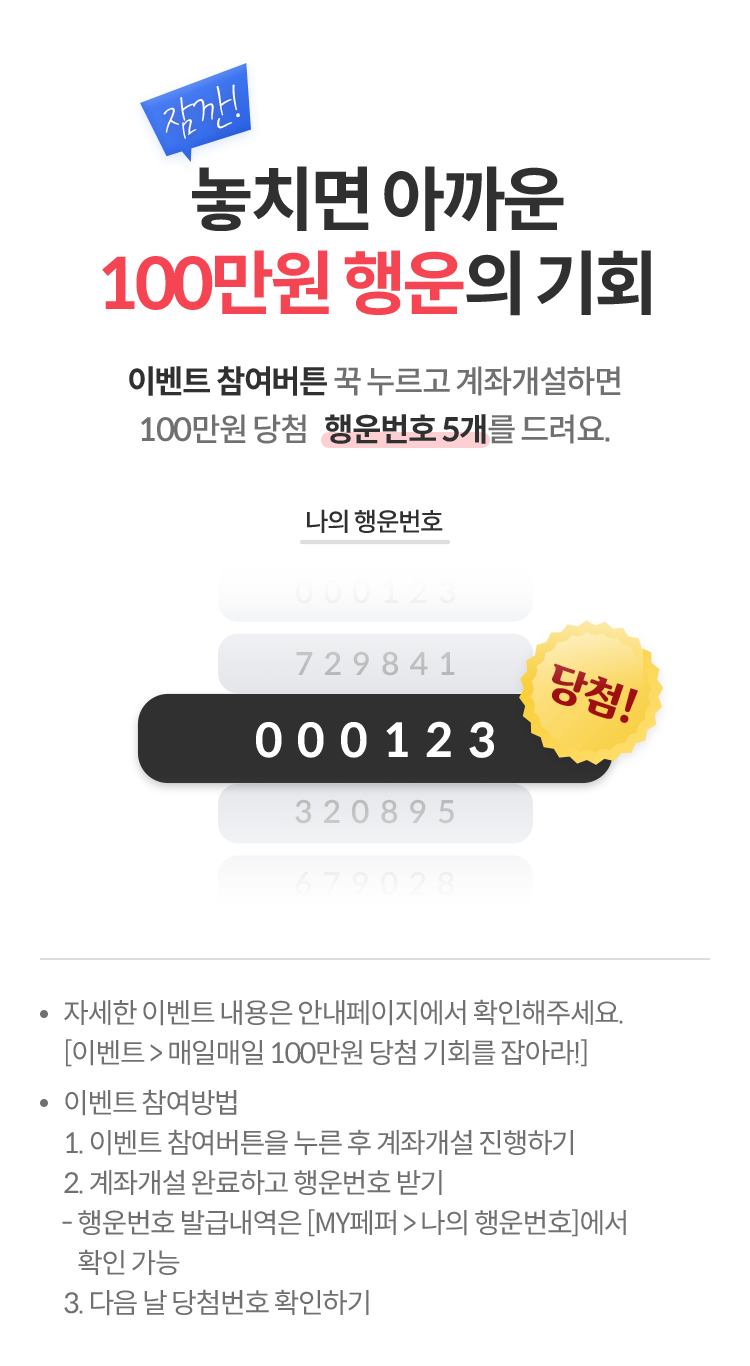 잠깐!
놓치면 아까운
100만원 행운의 기회
이벤트 참여버튼 꾹 누르고 계좌개설하면
100만원 당첨 행운번호 5개를 드려요.
나의 행운번호
000123
729841
000123
당첨!
320895
679028
• 자세한 이벤트 내용은 안내페이지에서 확인해주세요.
[이벤트 > 매일매일 100만원 당첨 기회를 잡아라!]
• 이벤트 참여방법
1. 이벤트 참여버튼을 누른 후 계좌개설 진행하기
2. 계좌개설 완료하고 행운번호 받기
- 행운번호 발급내역은 [MY페퍼 > 나의 행운번호]에서
확인 가능
3. 다음 날 당첨번호 확인하기